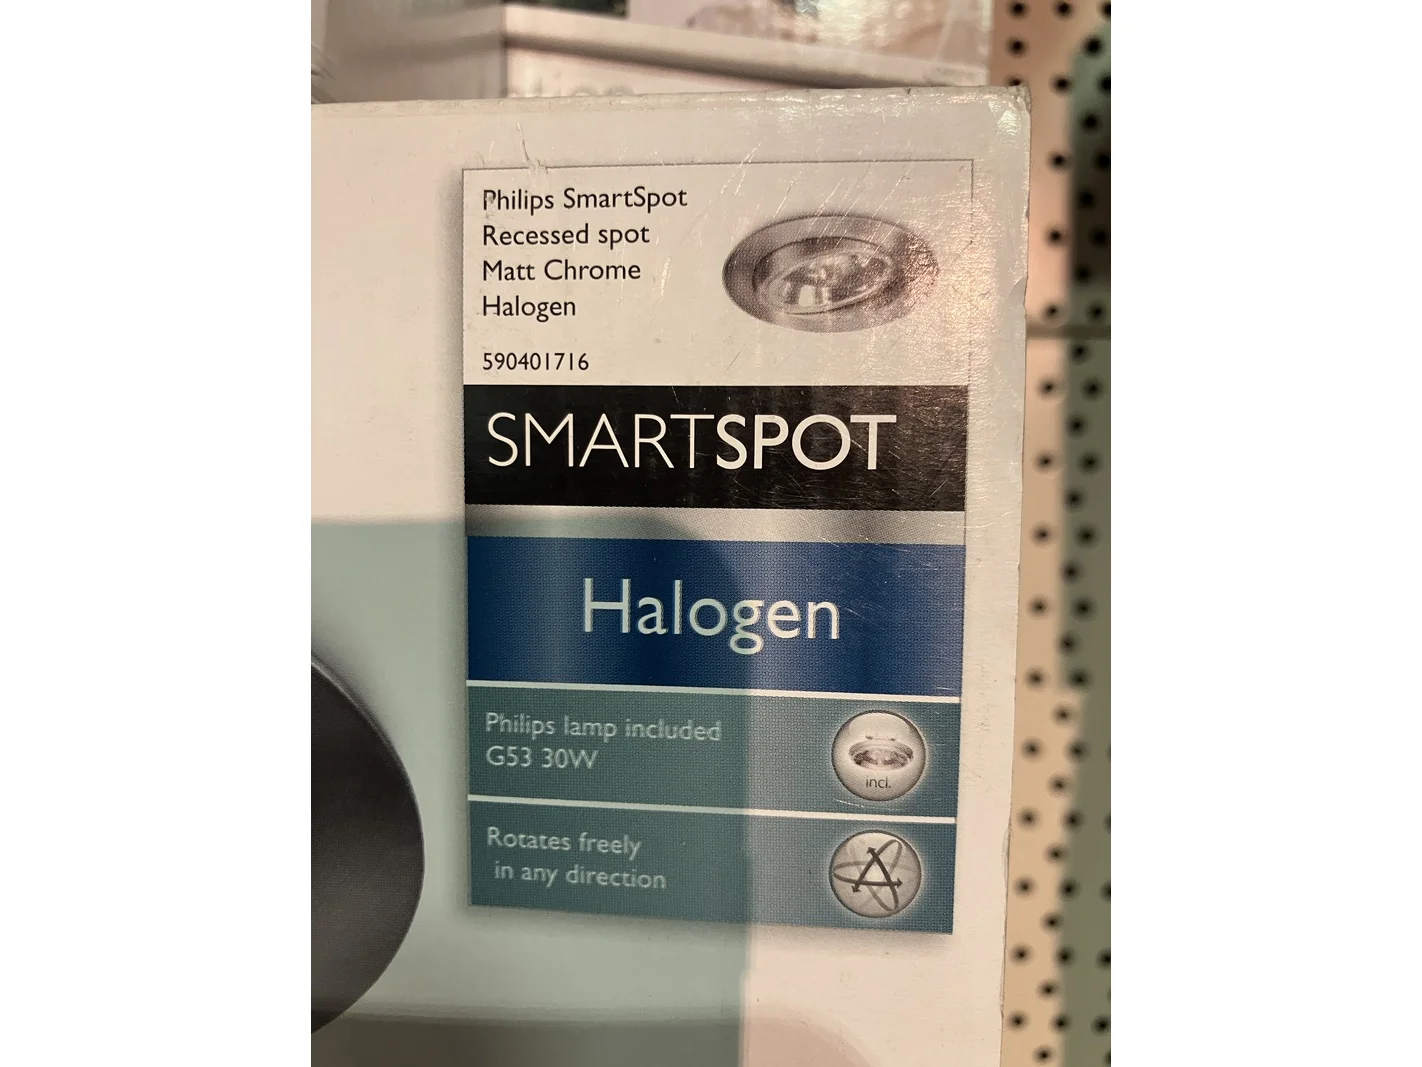 Philips SmartSpot
Recessed spot
Matt Chrome
Halogen
590401716
SMARTSPOT
Halogen
Philips lamp included
G53 30W
incl.
Rotates freely
in any direction